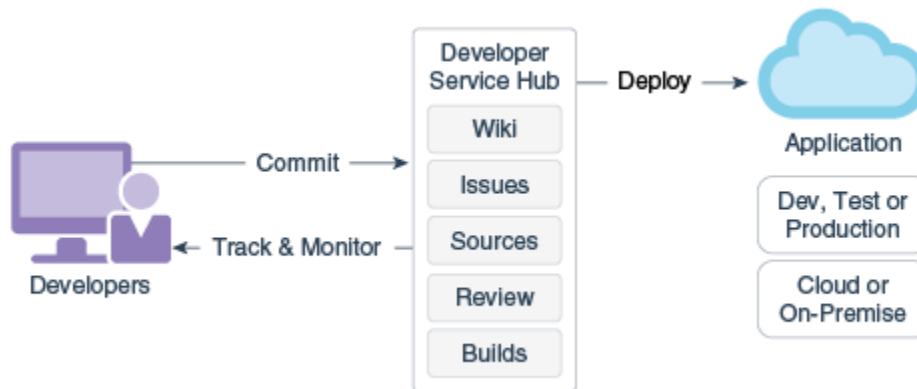 Developers
Commit
Track & Monitor
Developer
Service Hub
Wiki
Issues
Sources
Review
Builds
Deploy
Application
Dev, Test or
Production
Cloud or
On-Premise